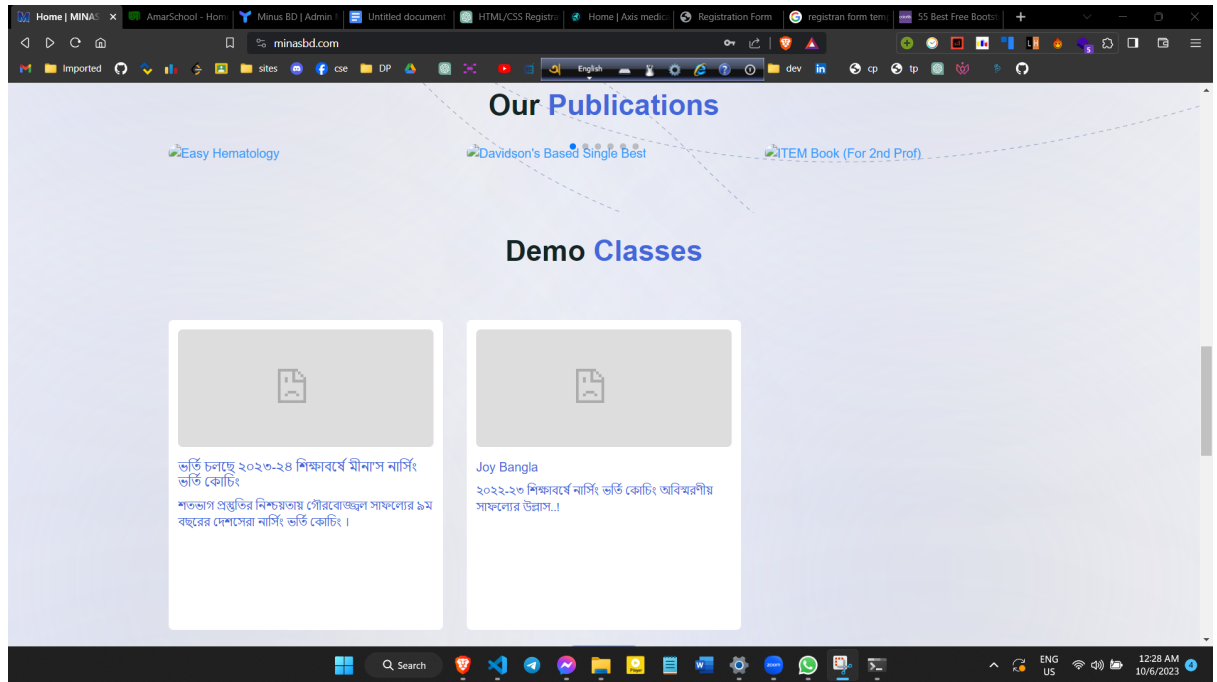 Home | MINAS
AmarSchool - Hom
Minus BD | Admin
Untitled document
HTML/CSS Registra
Home | Axis medic
Registration Form
registran form tem
55 Best Free Boots
minasbd.com
Imported
sites
cse
DP
English
dev
cp
tp
Our Publications
Easy Hematology
Davidson's Based Single Best
ITEM Book (For 2nd Prof)
Demo Classes
ভর্তি চলছে ২০২৩-২৪ শিক্ষাবর্ষে মীনা'স নার্সিং
ভর্তি কোচিং
শতভাগ প্রস্তুতির নিশ্চয়তায় গৌরবোজ্জ্বল সাফল্যের ৯ম
বছরের দেশসেরা নার্সিং ভর্তি কোচিং ।
Joy Bangla
২০২২-২৩ শিক্ষাবর্ষে নার্সিং ভর্তি কোচিং অবিস্মরণীয়
সাফল্যের উল্লাস..!
Search
ENG
US
12:28 AM
10/6/2023
4